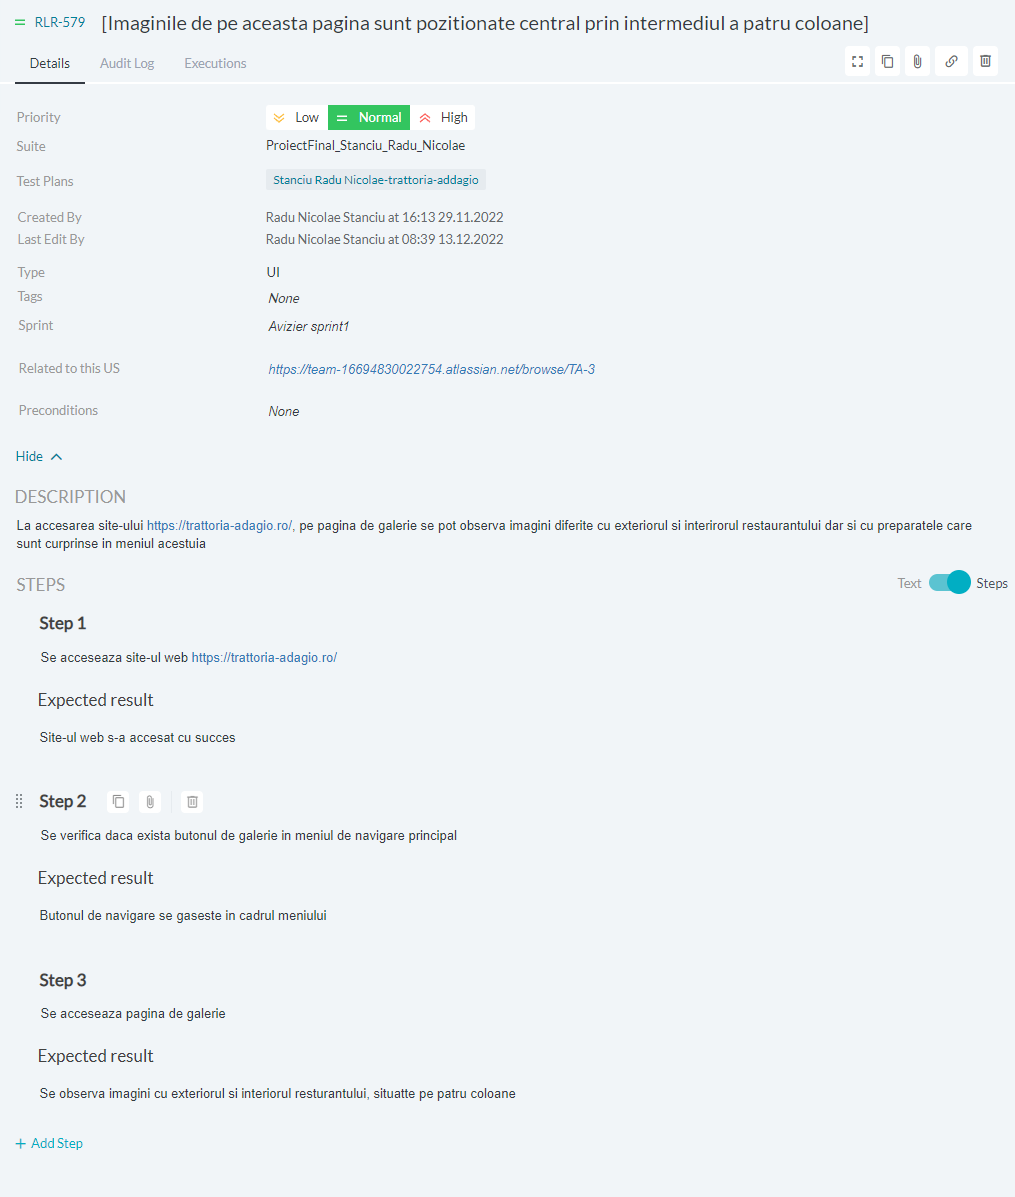 RLR-579 [Imaginile de pe aceasta pagina sunt pozitionate central prin intermediul a patru coloane]
Details Audit Log Executions
Priority Low Normal High
Suite ProiectFinal_Stanciu_Radu_Nicolae
Test Plans Stanciu Radu Nicolae-trattoria-addagio
Created By Radu Nicolae Stanciu at 16:13 29.11.2022
Last Edit By Radu Nicolae Stanciu at 08:39 13.12.2022
Type UI
Tags None
Sprint Avizier sprint1
Related to this US https://team-16694830022754.atlassian.net/browse/TA-3
Preconditions None
Hide
DESCRIPTION
La accesarea site-ului https://trattoria-adagio.ro/, pe pagina de galerie se pot observa imagini diferite cu exteriorul si interirorul restaurantului dar si cu preparatele care
sunt curprinse in meniul acestuia
STEPS Text Steps
Step 1
Se acceseaza site-ul web https://trattoria-adagio.ro/
Expected result
Site-ul web s-a accesat cu succes
Step 2
Se verifica daca exista butonul de galerie in meniul de navigare principal
Expected result
Butonul de navigare se gaseste in cadrul meniului
Step 3
Se acceseaza pagina de galerie
Expected result
Se observa imagini cu exteriorul si interiorul resturantului, situatte pe patru coloane
+ Add Step